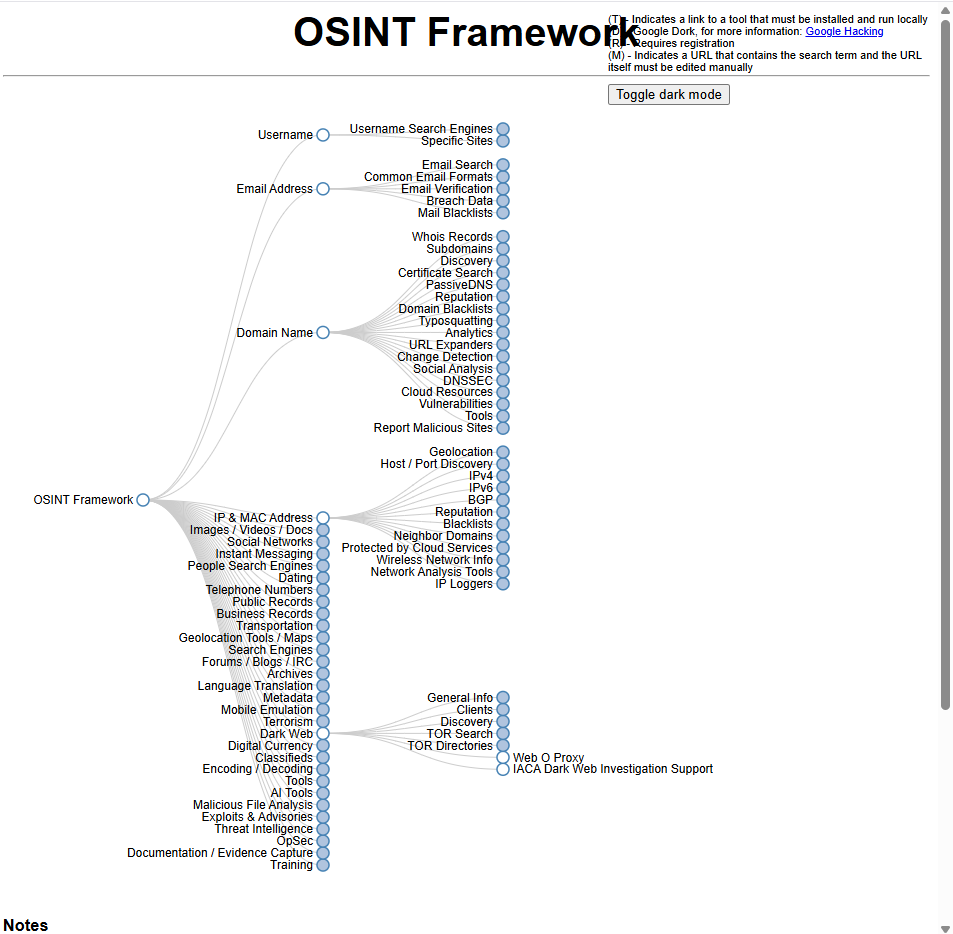 OSINT Framework
(T) - Indicates a link to a tool that must be installed and run locally
(D) - Google Dork, for more information: Google Hacking
(R) - Requires registration
(M) - Indicates a URL that contains the search term and the URL
itself must be edited manually
Toggle dark mode
Username
Username Search Engines
Specific Sites
Email Address
Email Search
Common Email Formats
Email Verification
Breach Data
Mail Blacklists
Domain Name
Whois Records
Subdomains
Discovery
Certificate Search
PassiveDNS
Reputation
Domain Blacklists
Typosquatting
Analytics
URL Expanders
Change Detection
Social Analysis
DNSSEC
Cloud Resources
Vulnerabilities
Tools
Report Malicious Sites
OSINT Framework
IP & MAC Address
Geolocation
Host / Port Discovery
IPv4
IPv6
BGP
Reputation
Blacklists
Neighbor Domains
Protected by Cloud Services
Wireless Network Info
Network Analysis Tools
IP Loggers
Images / Videos / Docs
Social Networks
Instant Messaging
People Search Engines
Dating
Telephone Numbers
Public Records
Business Records
Transportation
Geolocation Tools / Maps
Search Engines
Forums / Blogs / IRC
Archives
Language Translation
Metadata
Mobile Emulation
Terrorism
Dark Web
General Info
Clients
Discovery
TOR Search
TOR Directories
Web O Proxy
IACA Dark Web Investigation Support
Digital Currency
Classifieds
Encoding / Decoding
Tools
AI Tools
Malicious File Analysis
Exploits & Advisories
Threat Intelligence
OpSec
Documentation / Evidence Capture
Training
Notes